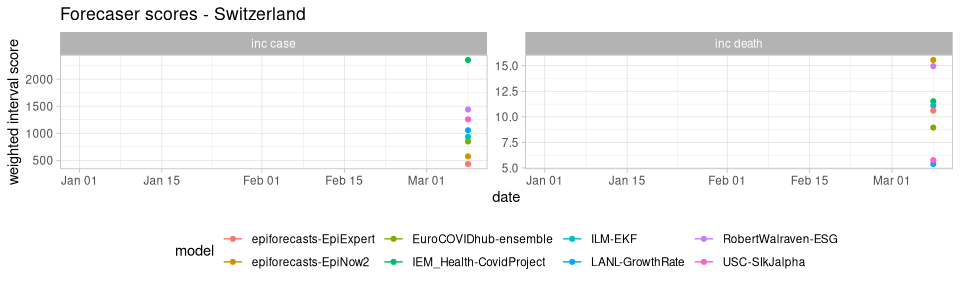 Forecaser scores - Switzerland
inc case
inc death
weighted interval score
2000
1500
1000
500
15.0
12.5
10.0
7.5
5.0
Jan 01 Jan 15 Feb 01 Feb 15 Mar 01
Jan 01 Jan 15 Feb 01 Feb 15 Mar 01
date
model
epiforecasts-EpiExpert EuroCOVIDhub-ensemble ILM-EKF RobertWalraven-ESG
epiforecasts-EpiNow2 IEM_Health-CovidProject LANL-GrowthRate USC-SIkJalpha